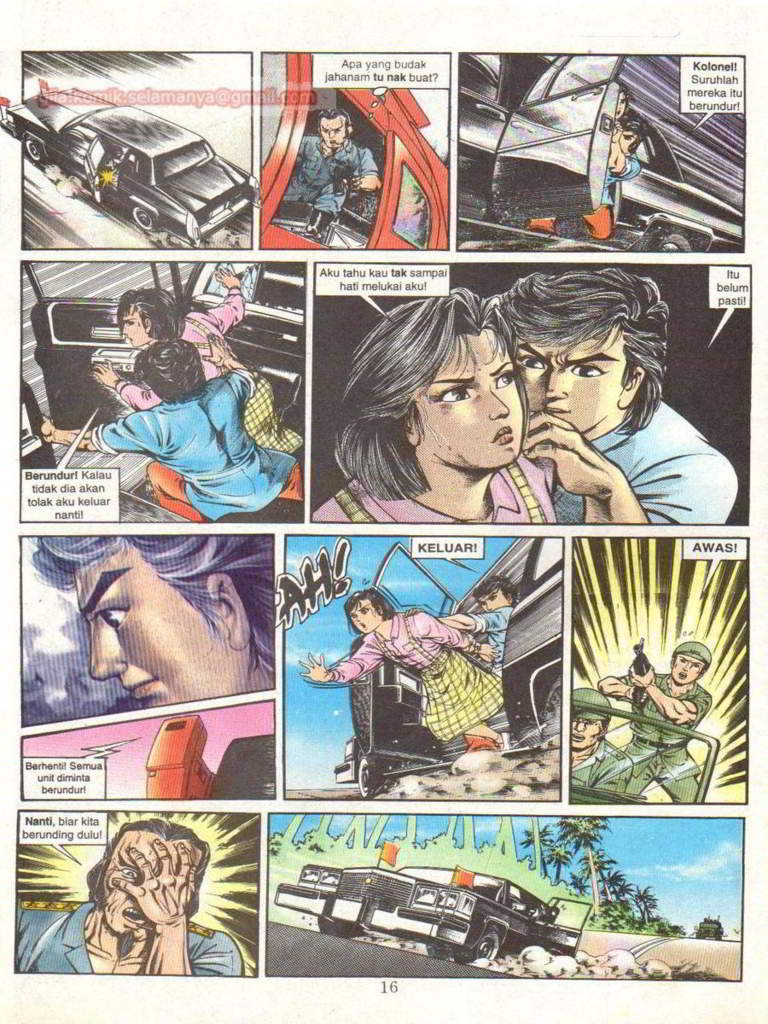 gila.komik.selamanya@gmail.com
Apa yang budak
jahanam tu nak buat?
Kolonel!
Suruhlah
mereka itu
berundur!
Berundur! Kalau
tidak dia akan
tolak aku keluar
nanti!
Aku tahu kau tak sampai
hati melukai aku!
Itu
belum
pasti!
Berhenti! Semua
unit diminta
berundur!
AH!
KELUAR!
AWAS!
Nanti, biar kita
berunding dulu!
16